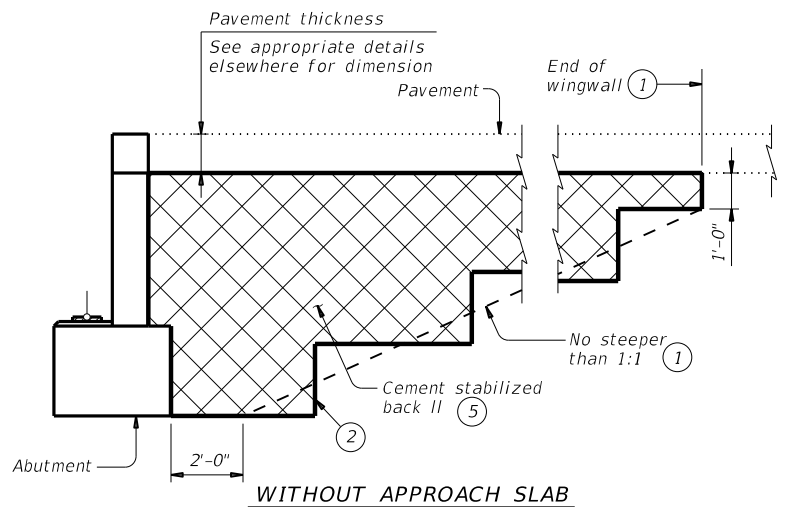 Pavement thickness
See appropriate details
elsewhere for dimension
Pavement
End of
wingwall 1
1'-0"
No steeper
than 1:1 1
Cement stabilized
back ll 5
2
2'-0"
Abutment
WITHOUT APPROACH SLAB